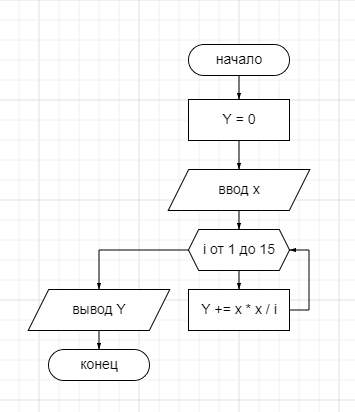 начало
Y = 0
ввод x
i от 1 до 15
Y += x * x / i
вывод Y
конец